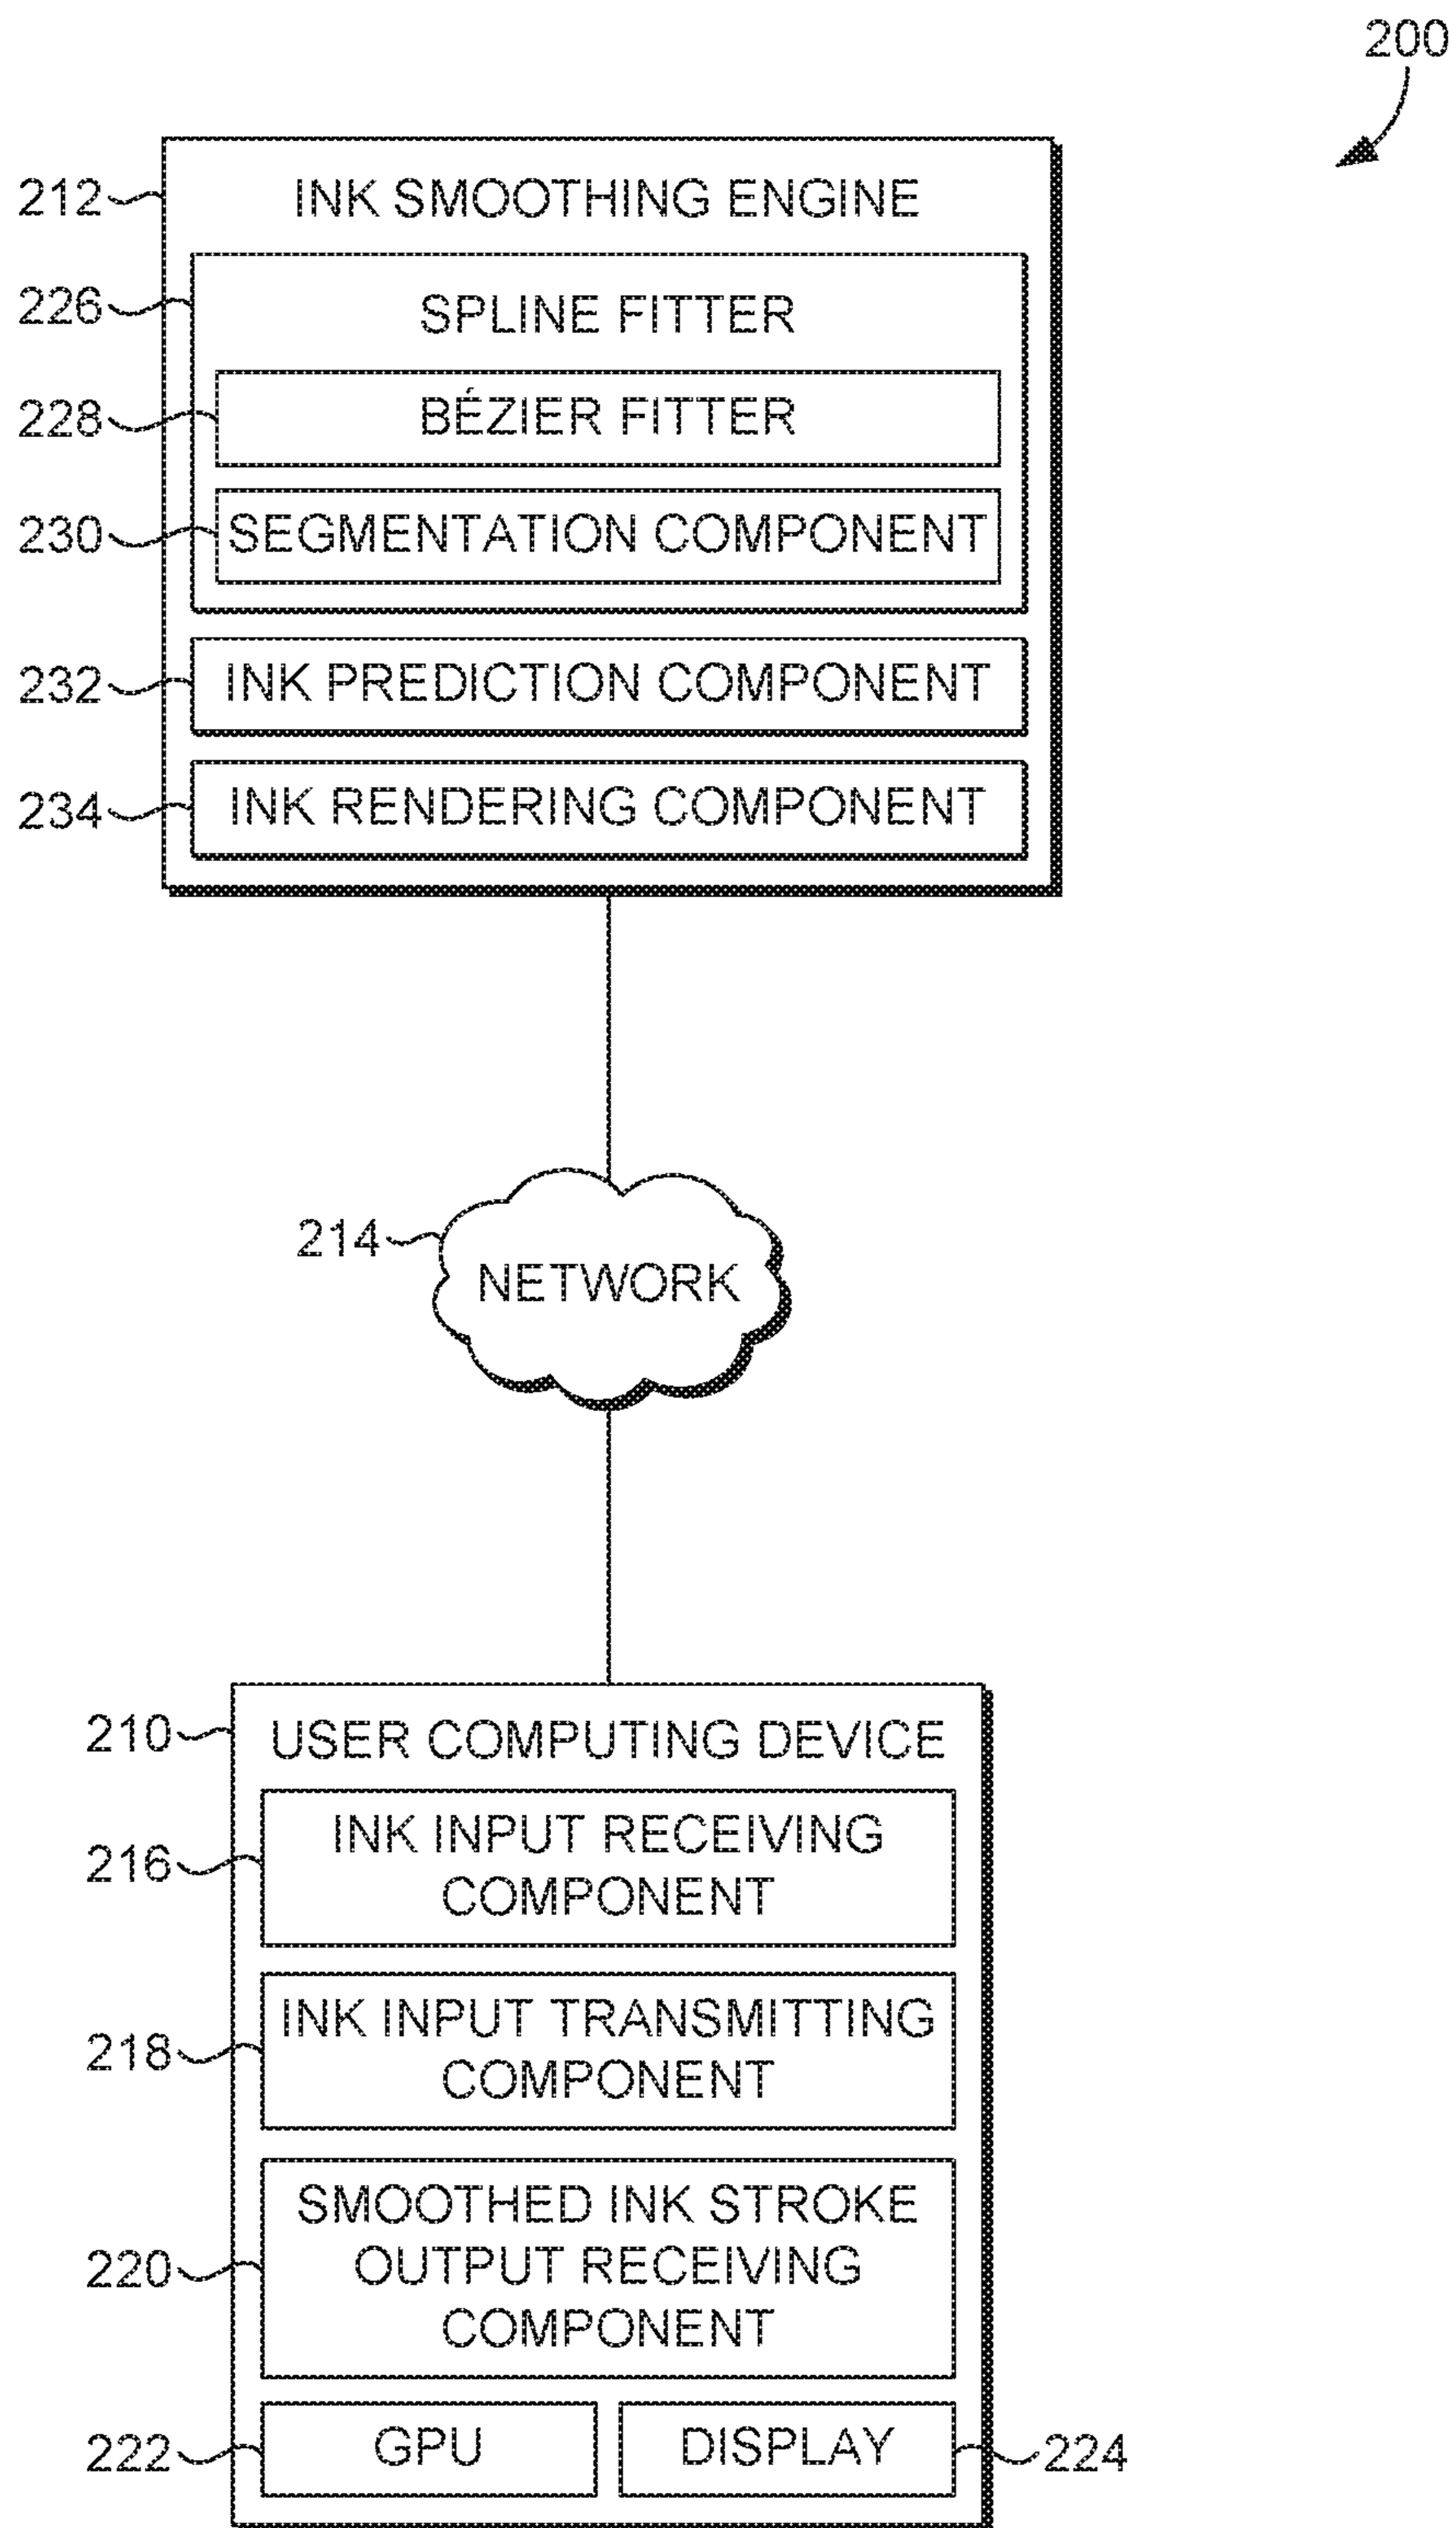 200
212 INK SMOOTHING ENGINE
226 SPLINE FITTER
228 BÉZIER FITTER
230 SEGMENTATION COMPONENT
232 INK PREDICTION COMPONENT
234 INK RENDERING COMPONENT
214 NETWORK
210 USER COMPUTING DEVICE
216 INK INPUT RECEIVING
COMPONENT
218 INK INPUT TRANSMITTING
COMPONENT
SMOOTHED INK STROKE
220 OUTPUT RECEIVING
COMPONENT
222 GPU DISPLAY 224